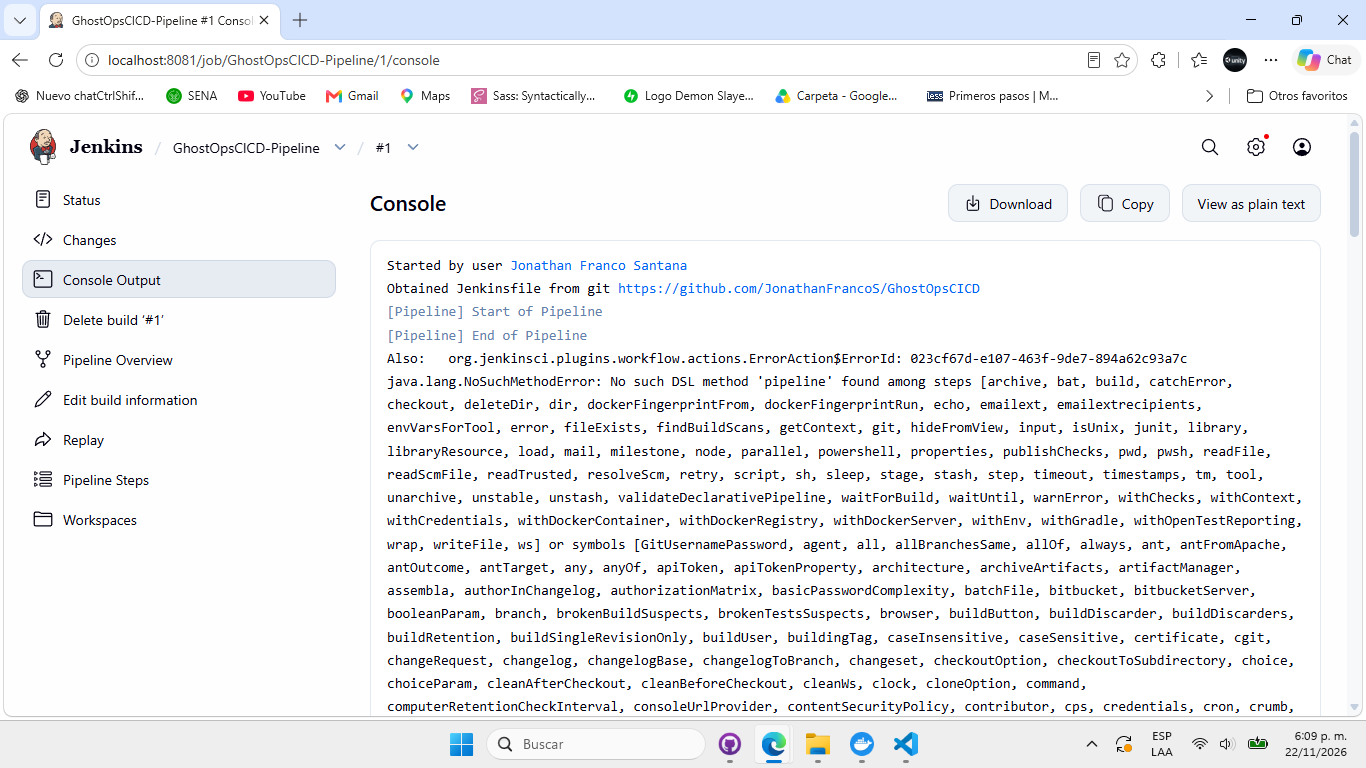 GhostOpsCICD-Pipeline #1 Conso
localhost:8081/job/GhostOpsCICD-Pipeline/1/console
unity
Chat
Nuevo chatCtrlShif...
SENA
YouTube
Gmail
Maps
Sass: Syntactically...
Logo Demon Slaye...
Carpeta - Google...
Primeros pasos | M...
Otros favoritos
Jenkins / GhostOpsCICD-Pipeline / #1
Status
Changes
Console Output
Delete build ‘#1’
Pipeline Overview
Edit build information
Replay
Pipeline Steps
Workspaces
Console
Download
Copy
View as plain text
Started by user Jonathan Franco Santana
Obtained Jenkinsfile from git https://github.com/JonathanFrancoS/GhostOpsCICD
[Pipeline] Start of Pipeline
[Pipeline] End of Pipeline
Also:   org.jenkinsci.plugins.workflow.actions.ErrorAction$ErrorId: 023cf67d-e107-463f-9de7-894a62c93a7c
java.lang.NoSuchMethodError: No such DSL method 'pipeline' found among steps [archive, bat, build, catchError,
checkout, deleteDir, dir, dockerFingerprintFrom, dockerFingerprintRun, echo, emailext, emailextrecipients,
envVarsForTool, error, fileExists, findBuildScans, getContext, git, hideFromView, input, isUnix, junit, library,
libraryResource, load, mail, milestone, node, parallel, powershell, properties, publishChecks, pwd, pwsh, readFile,
readScmFile, readTrusted, resolveScm, retry, script, sh, sleep, stage, stash, step, timeout, timestamps, tm, tool,
unarchive, unstable, unstash, validateDeclarativePipeline, waitForBuild, waitUntil, warnError, withChecks, withContext,
withCredentials, withDockerContainer, withDockerRegistry, withDockerServer, withEnv, withGradle, withOpenTestReporting,
wrap, writeFile, ws] or symbols [GitUsernamePassword, agent, all, allBranchesSame, allOf, always, ant, antFromApache,
antOutcome, antTarget, any, anyOf, apiToken, apiTokenProperty, architecture, archiveArtifacts, artifactManager,
assembla, authorInChangelog, authorizationMatrix, basicPasswordComplexity, batchFile, bitbucket, bitbucketServer,
booleanParam, branch, brokenBuildSuspects, brokenTestsSuspects, browser, buildButton, buildDiscarder, buildDiscarders,
buildRetention, buildSingleRevisionOnly, buildUser, buildingTag, caseInsensitive, caseSensitive, certificate, cgit,
changeRequest, changelog, changelogBase, changelogToBranch, changeset, checkoutOption, checkoutToSubdirectory, choice,
choiceParam, cleanAfterCheckout, cleanBeforeCheckout, cleanWs, clock, cloneOption, command,
computerRetentionCheckInterval, consoleUrlProvider, contentSecurityPolicy, contributor, cps, credentials, cron, crumb,
Buscar
ESP
LAA
6:09 p. m.
22/11/2026